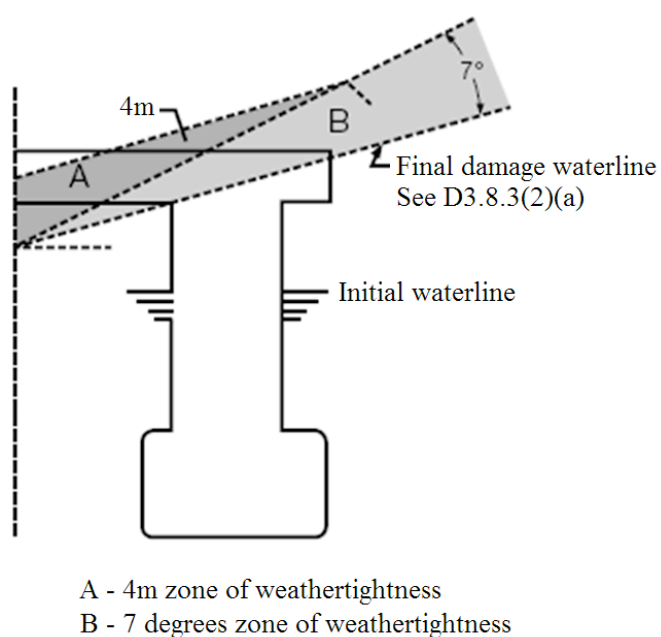 7°
4m
B
A
Final damage waterline
See D3.8.3(2)(a)
Initial waterline
A - 4m zone of weathertightness
B - 7 degrees zone of weathertightness